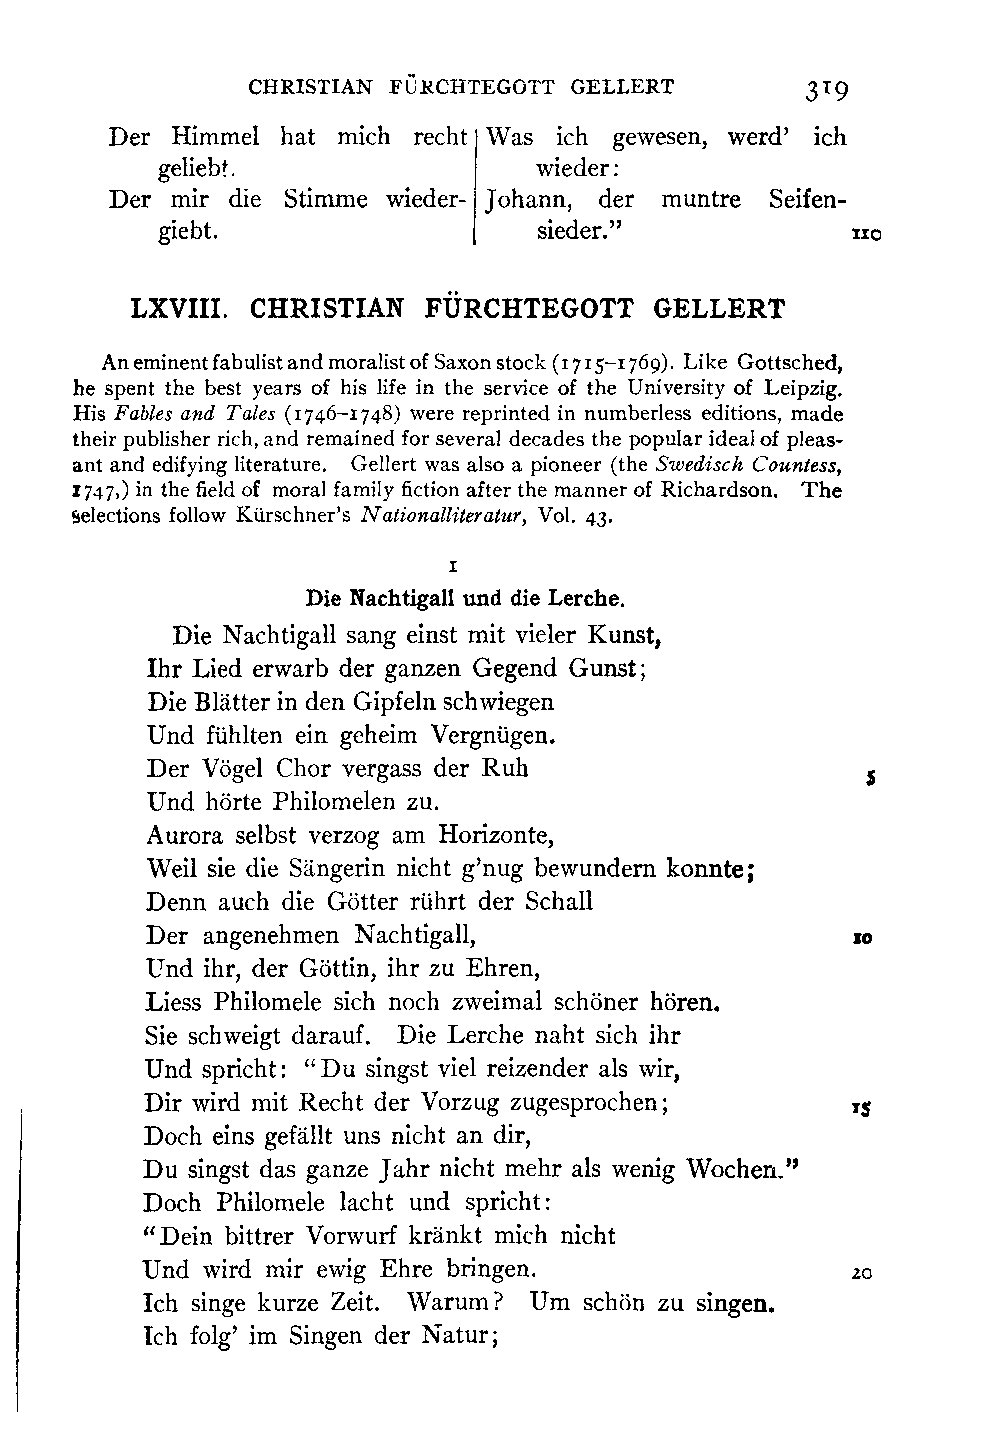 CHRISTIAN FÜRCHTEGOTT GELLERT 319
Der Himmel hat mich recht
geliebt.
Der mir die Stimme wieder-
giebt.
Was ich gewesen, werd' ich
wieder:
Johann, der muntre Seifen-
sieder." 110
LXVIII. CHRISTIAN FÜRCHTEGOTT GELLERT
An eminent fabulist and moralist of Saxon stock (1715–1769). Like Gottsched,
he spent the best years of his life in the service of the University of Leipzig.
His Fables and Tales (1746–1748) were reprinted in numberless editions, made
their publisher rich, and remained for several decades the popular ideal of pleas-
ant and edifying literature. Gellert was also a pioneer (the Swedisch Countess,
1747,) in the field of moral family fiction after the manner of Richardson. The
selections follow Kürschner's Nationalliteratur, Vol. 43.
1
Die Nachtigall und die Lerche.
Die Nachtigall sang einst mit vieler Kunst,
Ihr Lied erwarb der ganzen Gegend Gunst;
Die Blätter in den Gipfeln schwiegen
Und fühlten ein geheim Vergnügen.
Der Vögel Chor vergass der Ruh 5
Und hörte Philomelen zu.
Aurora selbst verzog am Horizonte,
Weil sie die Sängerin nicht g'nug bewundern konnte;
Denn auch die Götter rührt der Schall
Der angenehmen Nachtigall, 10
Und ihr, der Göttin, ihr zu Ehren,
Liess Philomele sich noch zweimal schöner hören.
Sie schweigt darauf. Die Lerche naht sich ihr
Und spricht: "Du singst viel reizender als wir,
Dir wird mit Recht der Vorzug zugesprochen; 15
Doch eins gefällt uns nicht an dir,
Du singst das ganze Jahr nicht mehr als wenig Wochen."
Doch Philomele lacht und spricht:
"Dein bittrer Vorwurf kränkt mich nicht
Und wird mir ewig Ehre bringen. 20
Ich singe kurze Zeit. Warum? Um schön zu singen.
Ich folg' im Singen der Natur;